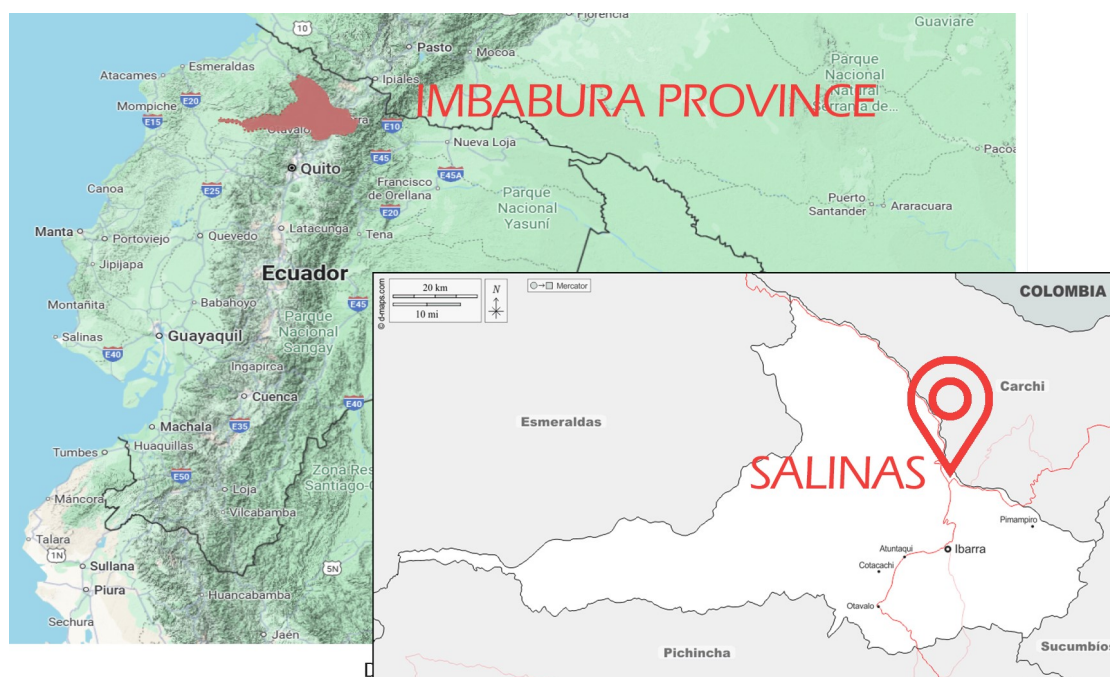 10
Florencia
Guaviare
Pasto
Mocoa
Esmeraldas
Atacames
Ipiales
Parque
Nacional
Natural
Serranía de...
IMBABURA PROVINCE
E20
Mompiche
E15
Otavalo
E10
Nueva Loja
Quito
E45
E45A
Canoa
E25
Francisco
de Orellana
E20
Parque
Nacional
Yasuní
Puerto
Santander
Araracuara
Manta
Portoviejo
Quevedo
Latacunga
Tena
Jipijapa
Ecuador
Montañita
Babahoyo
E45
Parque
Nacional
Sangay
Salinas
Guayaquil
E40
Ingapirca
Cuenca
E40
Machala
E35
Tumbes
Huaquillas
E50
Loja
Vilcabamba
Máncora
Talara
1N
Sullana
Piura
5N
Huancabamba
Sechura
Jaén
20 km
10 mi
N
Mercator
© d-maps.com
COLOMBIA
Carchi
Esmeraldas
SALINAS
Pimampiro
Atuntaqui
Ibarra
Cotacachi
Otavalo
Pichincha
Sucumbíos